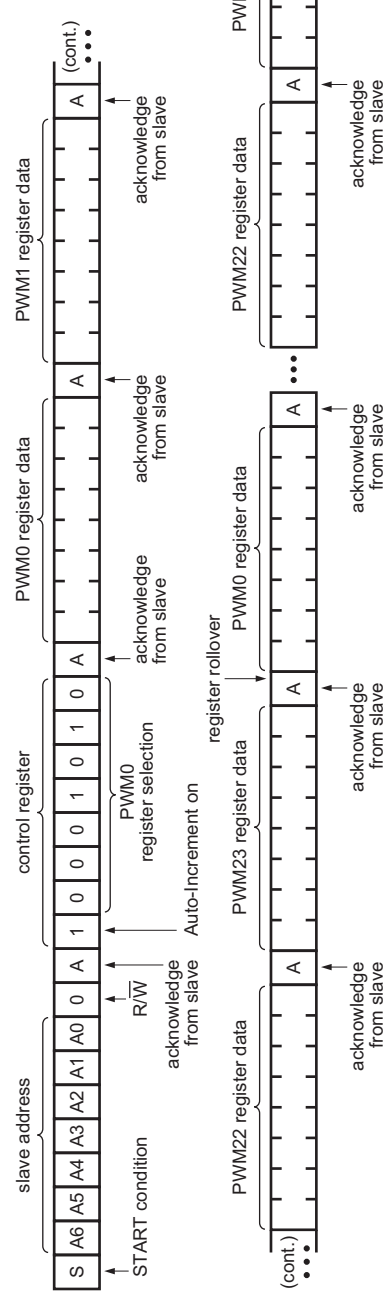 slave address
control register
PWM0 register data
PWM1 register data
S A6 A5 A4 A3 A2 A1 A0 0 A 1 0 0 0 1 0 1 0 A A A (cont.)
START condition
R/W
acknowledge
from slave
Auto-Increment on
PWM0
register selection
acknowledge
from slave
acknowledge
from slave
acknowledge
from slave
register rollover
PWM22 register data
PWM23 register data
PWM0 register data
PWM22 register data
(cont.) A A A A
acknowledge
from slave
acknowledge
from slave
acknowledge
from slave
acknowledge
from slave